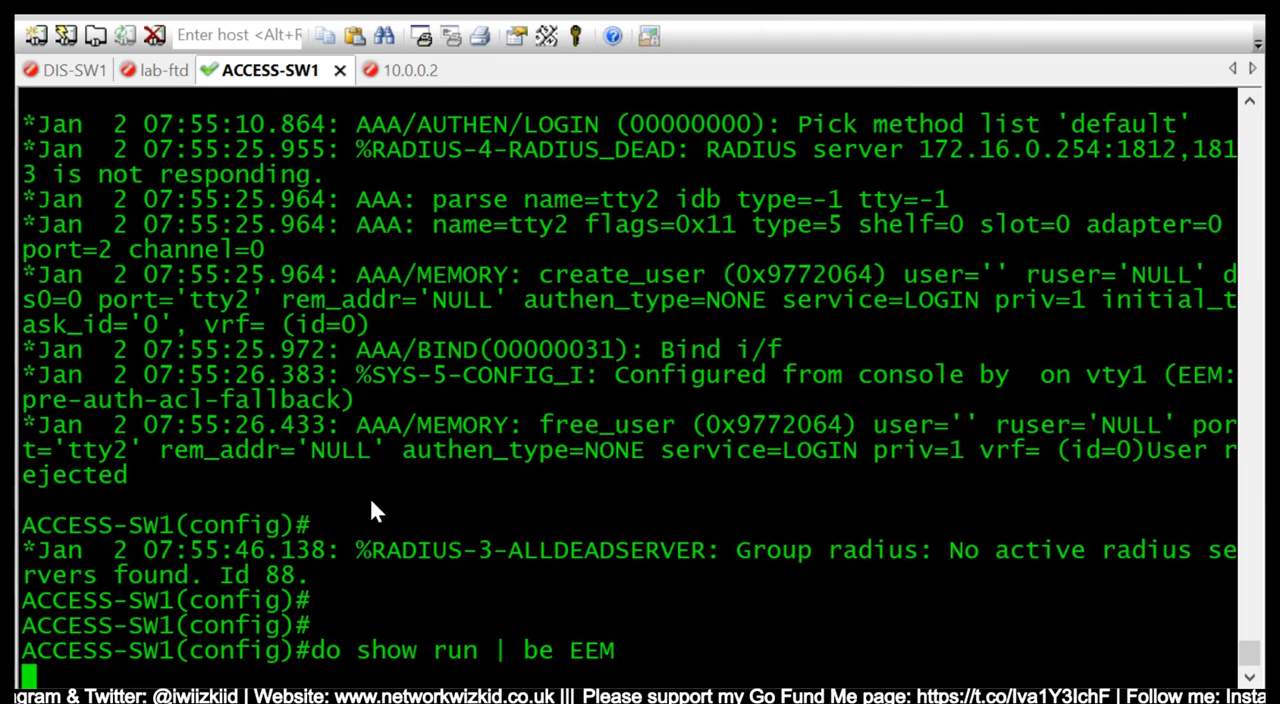 Enter host <Alt+R
DIS-SW1
lab-ftd
ACCESS-SW1
10.0.0.2
*Jan  2 07:55:10.864: AAA/AUTHEN/LOGIN (00000000): Pick method list 'default'
*Jan  2 07:55:25.955: %RADIUS-4-RADIUS_DEAD: RADIUS server 172.16.0.254:1812,181
3 is not responding.
*Jan  2 07:55:25.964: AAA: parse name=tty2 idb type=-1 tty=-1
*Jan  2 07:55:25.964: AAA: name=tty2 flags=0x11 type=5 shelf=0 slot=0 adapter=0
port=2 channel=0
*Jan  2 07:55:25.964: AAA/MEMORY: create_user (0x9772064) user='' ruser='NULL' d
s0=0 port='tty2' rem_addr='NULL' authen_type=NONE service=LOGIN priv=1 initial_t
ask_id='0', vrf= (id=0)
*Jan  2 07:55:25.972: AAA/BIND(00000031): Bind i/f
*Jan  2 07:55:26.383: %SYS-5-CONFIG_I: Configured from console by  on vty1 (EEM:
pre-auth-acl-fallback)
*Jan  2 07:55:26.433: AAA/MEMORY: free_user (0x9772064) user='' ruser='NULL' por
t='tty2' rem_addr='NULL' authen_type=NONE service=LOGIN priv=1 vrf= (id=0)User r
ejected
ACCESS-SW1(config)#
*Jan  2 07:55:46.138: %RADIUS-3-ALLDEADSERVER: Group radius: No active radius se
rvers found. Id 88.
ACCESS-SW1(config)#
ACCESS-SW1(config)#
ACCESS-SW1(config)#do show run | be EEM
gram & Twitter: @iwiizkiid | Website: www.networkwizkid.co.uk ||| Please support my Go Fund Me page: https://t.co/Iva1Y3IchF | Follow me: Insta